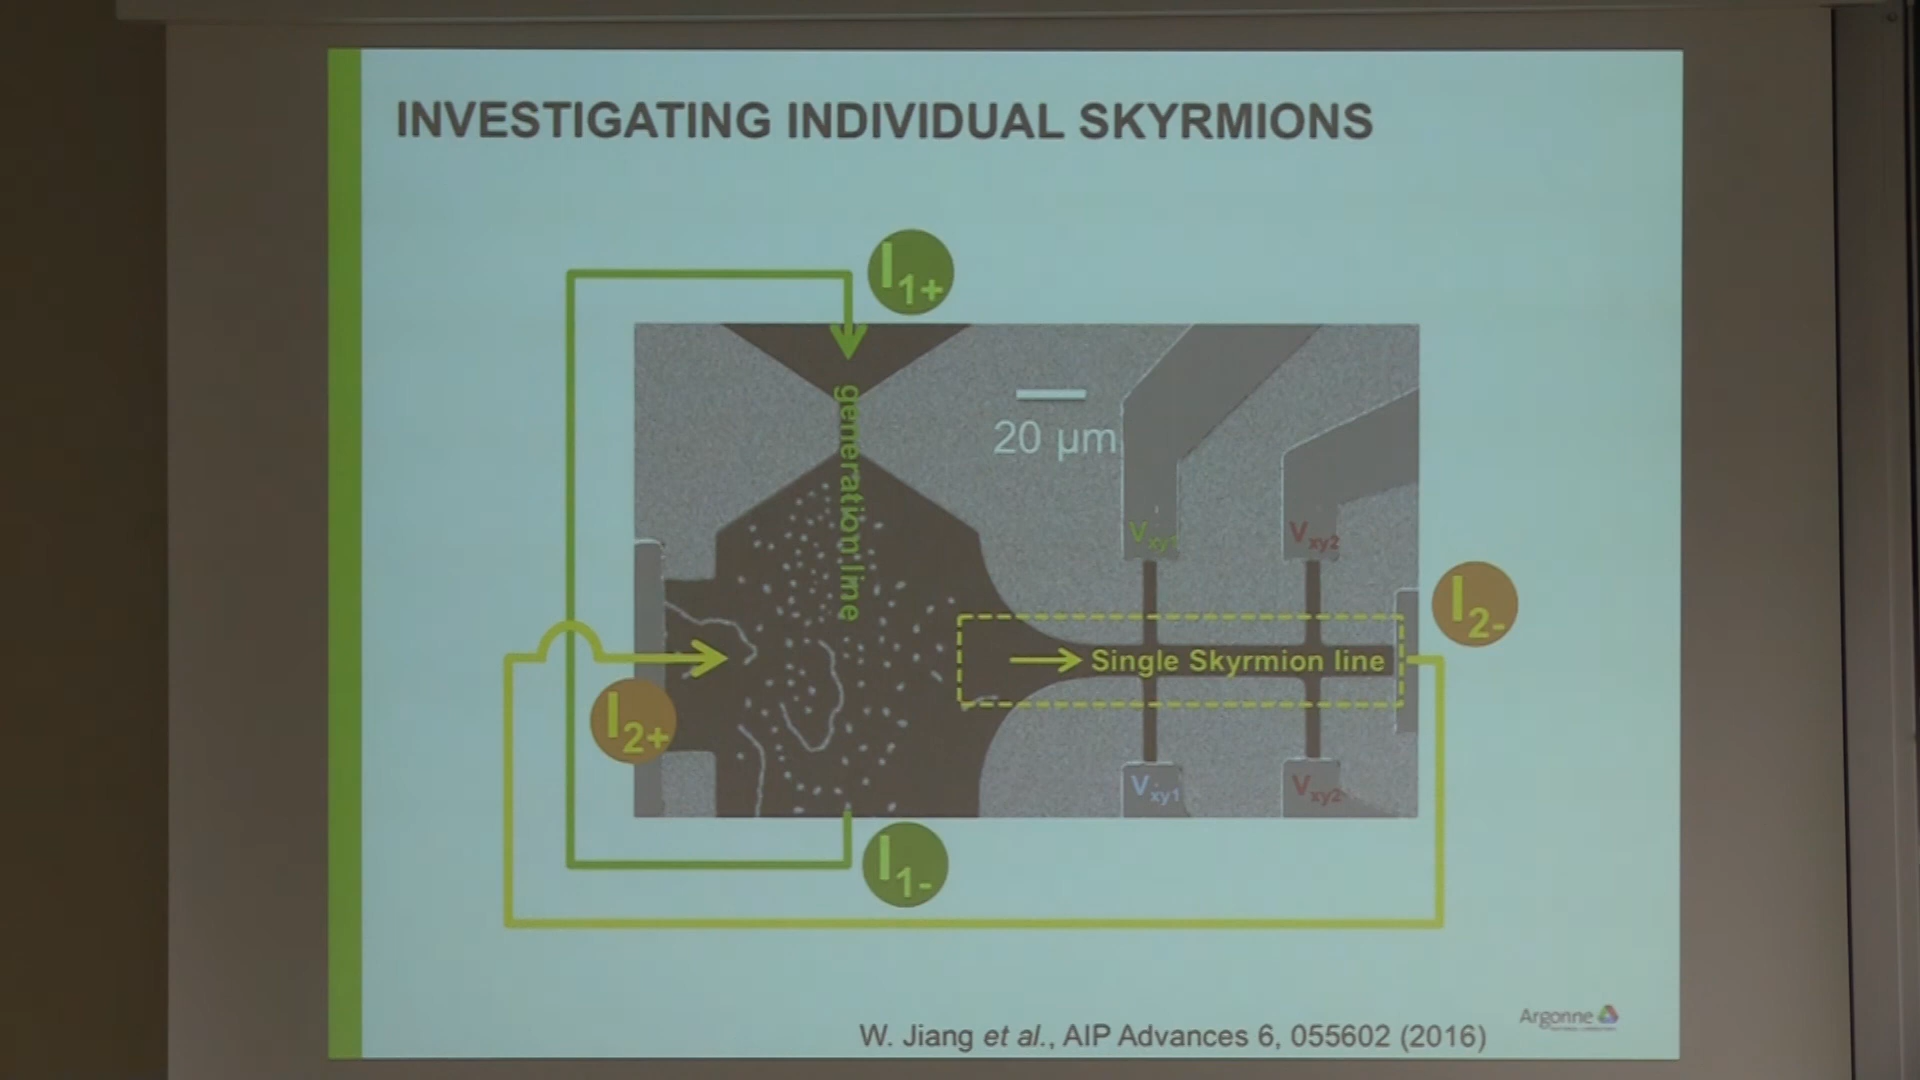 INVESTIGATING INDIVIDUAL SKYRMIONS
I1+
generation line
20 µm
Vxy1
Vxy2
I2-
Single Skyrmion line
I2+
Vxy1
Vxy2
I1-
Argonne
W. Jiang et al., AIP Advances 6, 055602 (2016)